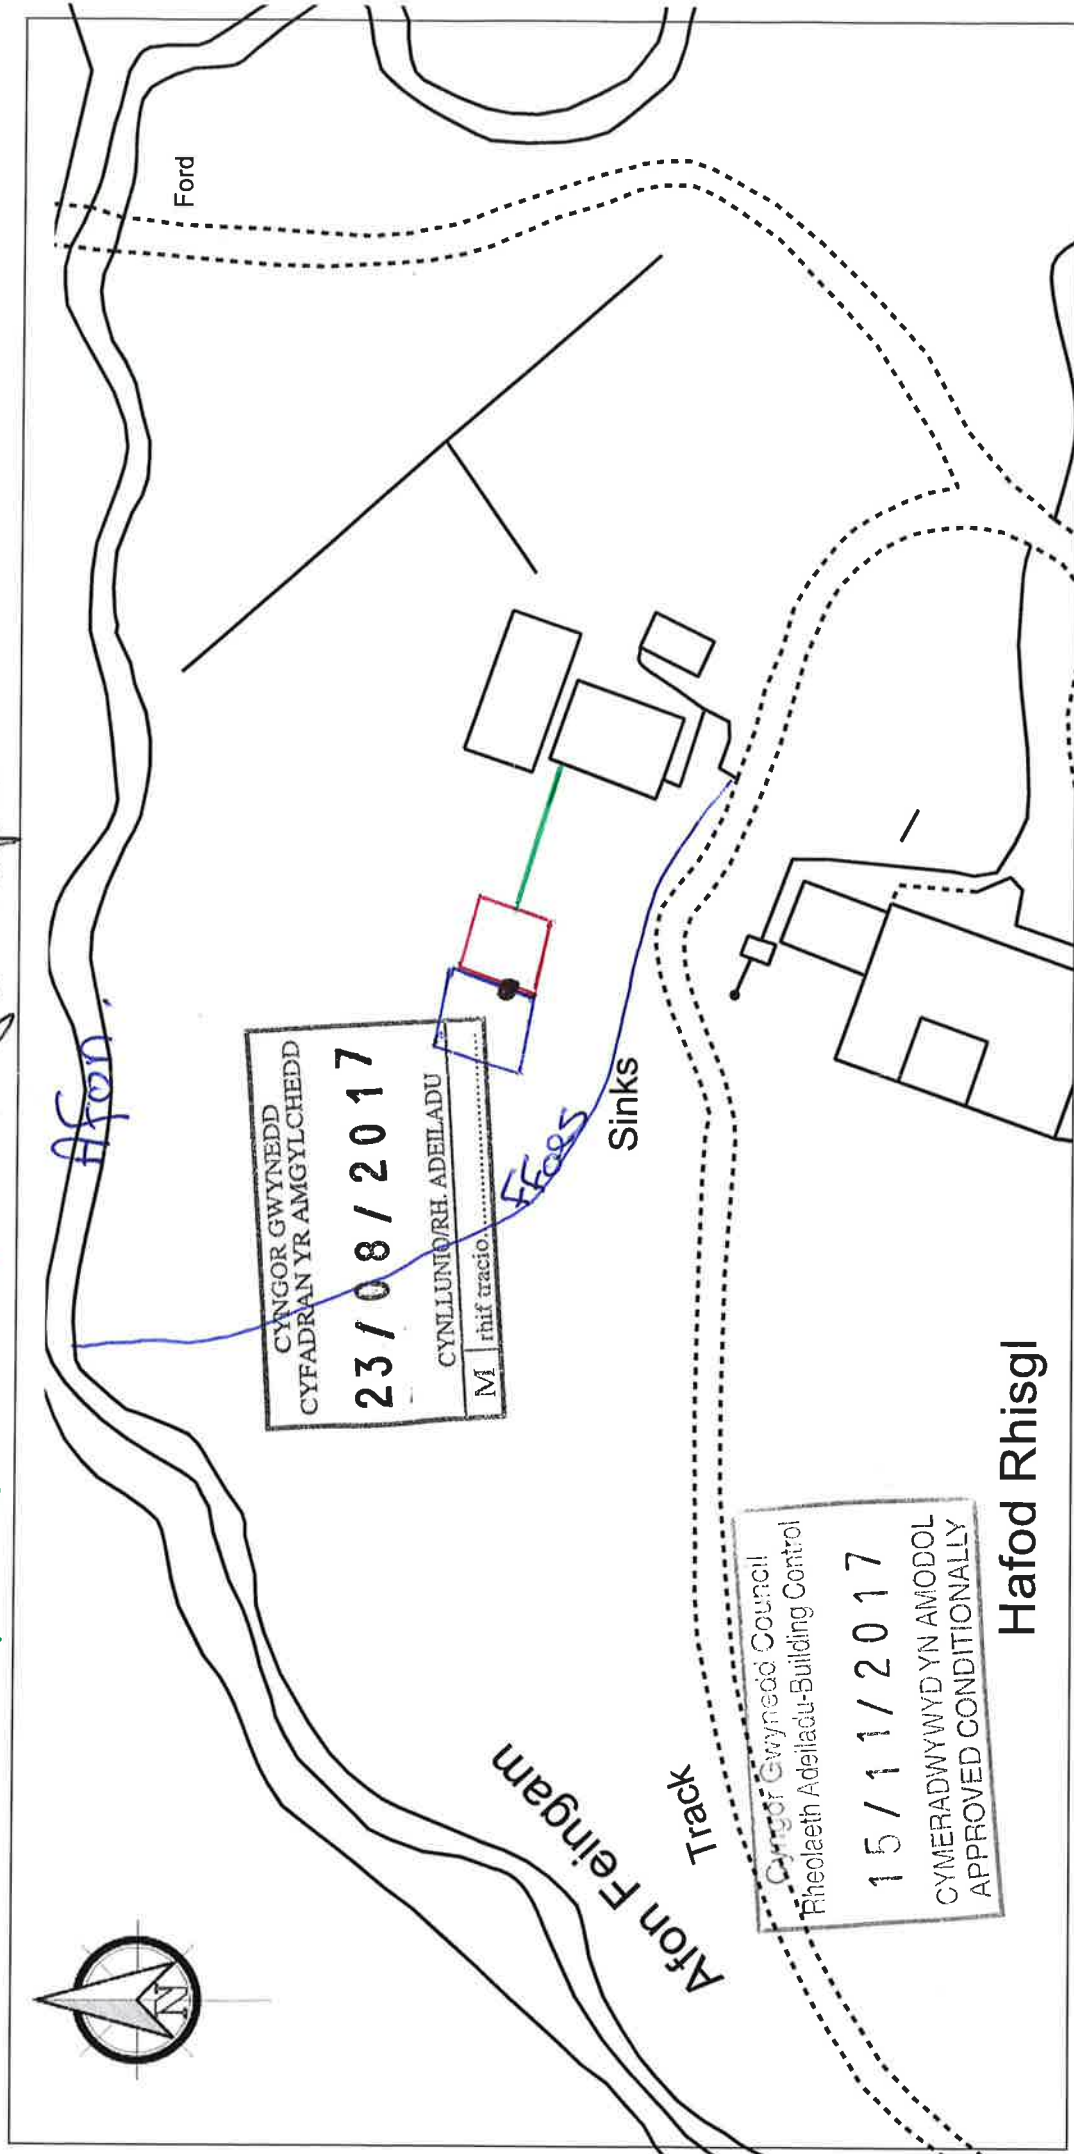 Afon
Ford
CYNGOR GWYNEDD
CYFADRAN YR AMGYLCHEDD
23/08/2017
CYNLLUNIO/RH. ADEILADU
M rhif tracio
Ffos
Sinks
Afon Feingam
Track
N
Cyngor Gwynedd Council
Rheolaeth Adeiladu-Building Control
15/11/2017
CYMERADWYWYD YN AMODOL
APPROVED CONDITIONALLY
Hafod Rhisgl